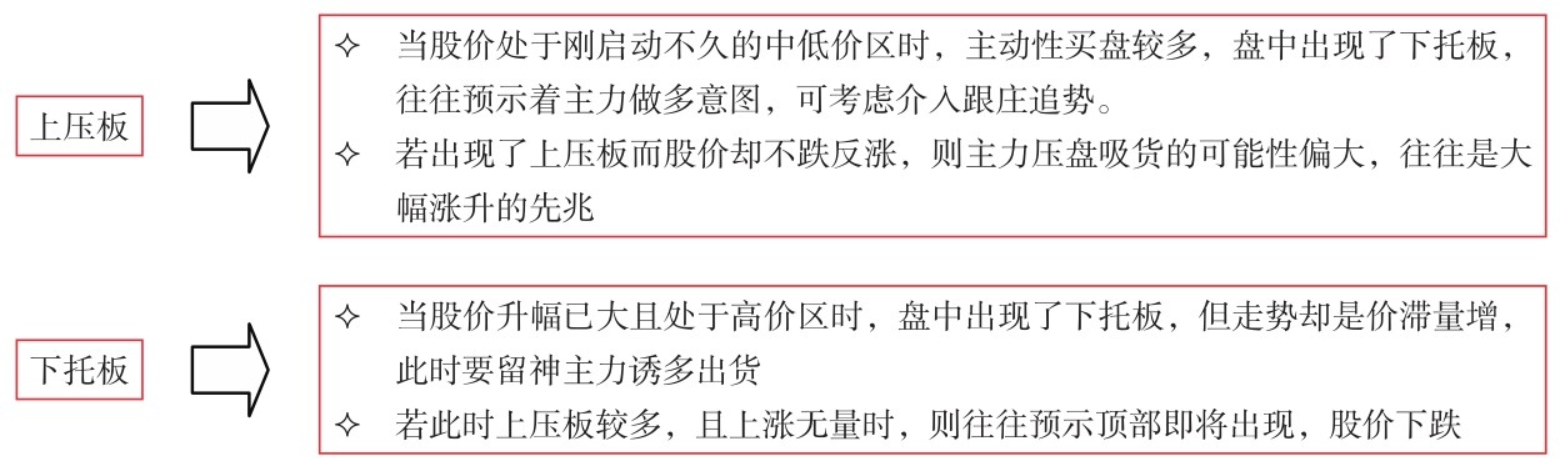 上压板
✧ 当股价处于刚启动不久的中低价区时，主动性买盘较多，盘中出现了下托板，
往往预示着主力做多意图，可考虑介入跟庄追势。
✧ 若出现了上压板而股价却不跌反涨，则主力压盘吸货的可能性偏大，往往是大
幅涨升的先兆
下托板
✧ 当股价升幅已大且处于高价区时，盘中出现了下托板，但走势却是价滞量增，
此时要留神主力诱多出货
✧ 若此时上压板较多，且上涨无量时，则往往预示顶部即将出现，股价下跌